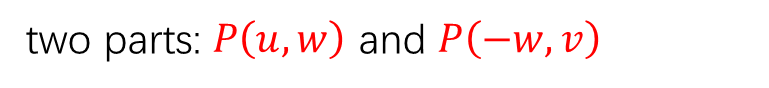 two parts: P(u, w) and P(−w, v)